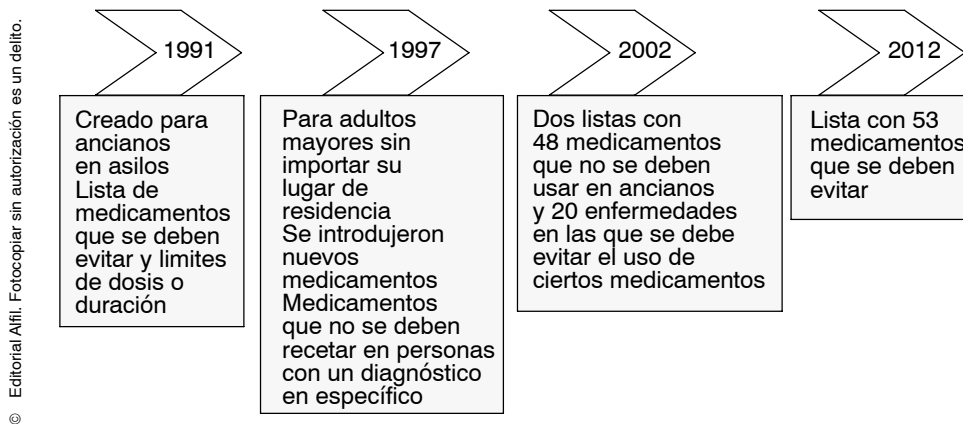 © Editorial Alfil. Fotocopiar sin autorización es un delito.
1991
Creado para
ancianos
en asilos
Lista de
medicamentos
que se deben
evitar y limites
de dosis o
duración
1997
Para adultos
mayores sin
importar su
lugar de
residencia
Se introdujeron
nuevos
medicamentos
Medicamentos
que no se deben
recetar en personas
con un diagnóstico
en específico
2002
Dos listas con
48 medicamentos
que no se deben
usar en ancianos
y 20 enfermedades
en las que se debe
evitar el uso de
ciertos medicamentos
2012
Lista con 53
medicamentos
que se deben
evitar